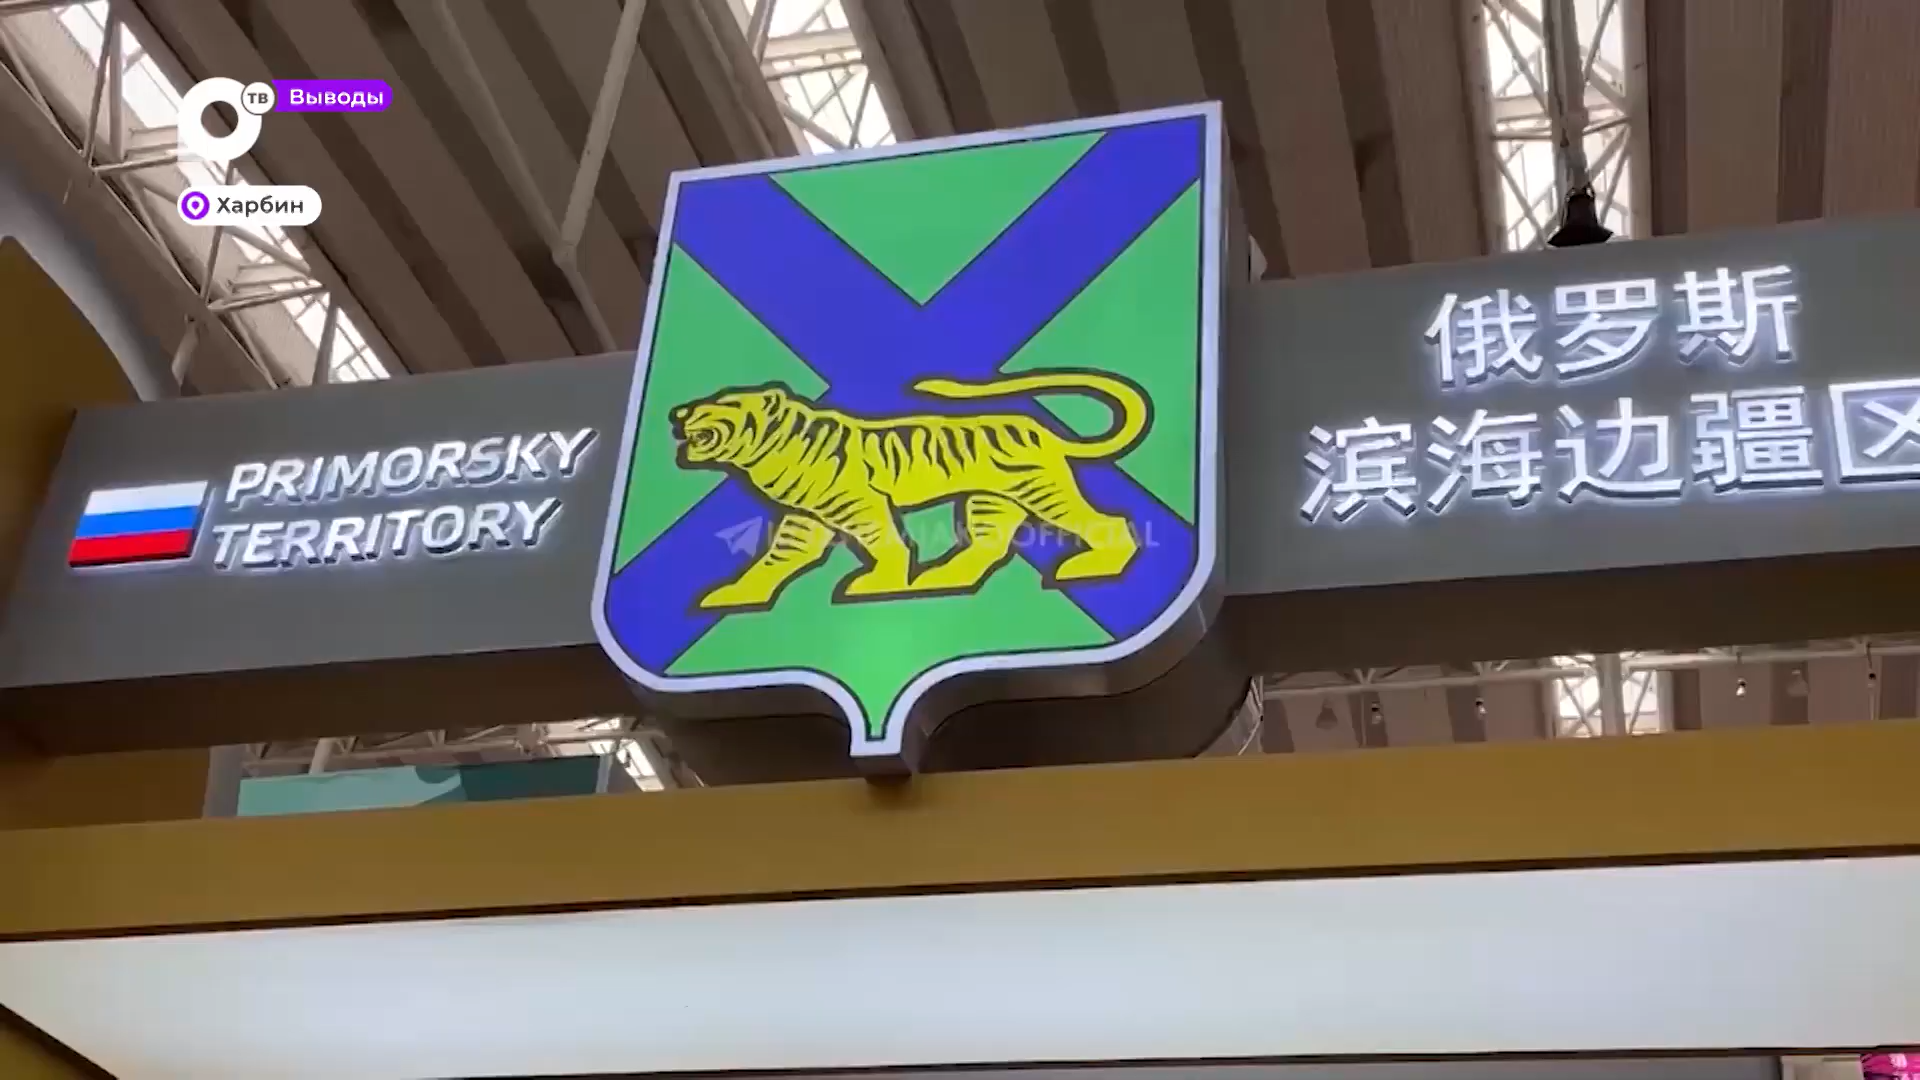 ТВ Выводы
Харбин
PRIMORSKY
TERRITORY
俄罗斯
滨海边疆区